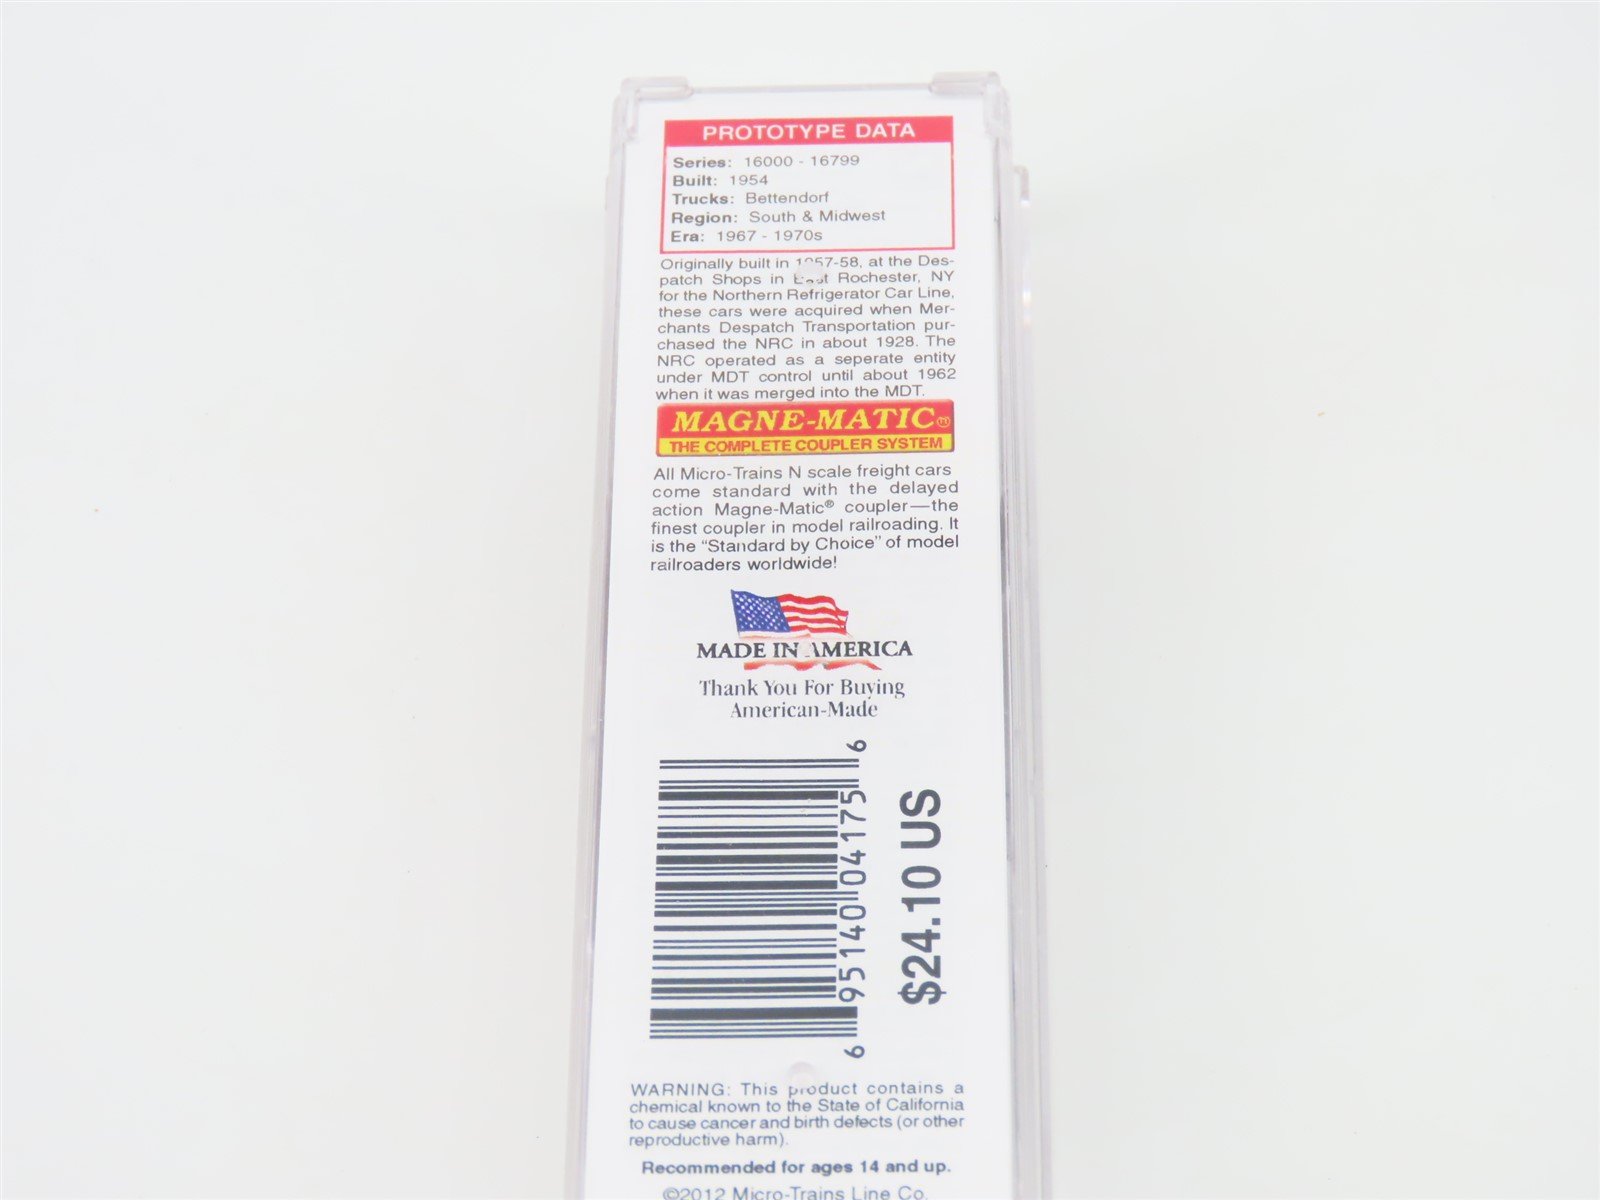 PROTOTYPE DATA
Series: 16000 - 16799
Built: 1954
Trucks: Bettendorf
Region: South & Midwest
Era: 1967 - 1970s
Originally built in 1957-58, at the Des-
patch Shops in East Rochester, NY
for the Northern Refrigerator Car Line,
these cars were acquired when Mer-
chants Despatch Transportation pur-
chased the NRC in about 1928. The
NRC operated as a seperate entity
under MDT control until about 1962
when it was merged into the MDT.
MAGNE-MATIC®
THE COMPLETE COUPLER SYSTEM
All Micro-Trains N scale freight cars
come standard with the delayed
action Magne-Matic® coupler—the
finest coupler in model railroading. It
is the “Standard by Choice” of model
railroaders worldwide!
MADE IN AMERICA
Thank You For Buying
American-Made
6 95140 04175 6
$24.10 US
WARNING: This product contains a
chemical known to the State of California
to cause cancer and birth defects (or other
reproductive harm).
Recommended for ages 14 and up.
©2012 Micro-Trains Line Co.